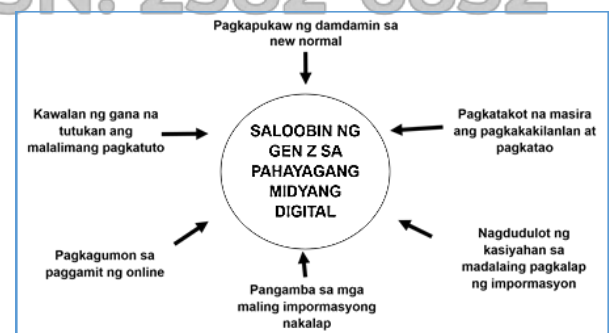 Pagkapukaw ng damdamin sa
new normal
Kawalan ng gana na
tutukan ang
malalimang pagkatuto
SALOOBIN NG
GEN Z SA
PAHAYAGANG
MIDYANG
DIGITAL
Pagkatakot na masira
ang pagkakakilanlan at
pagkatao
Pagkagumon sa
paggamit ng online
Pangamba sa mga
maling impormasyong
nakalap
Nagdudulot ng
kasiyahan sa
madalaing pagkalap
ng impormasyon